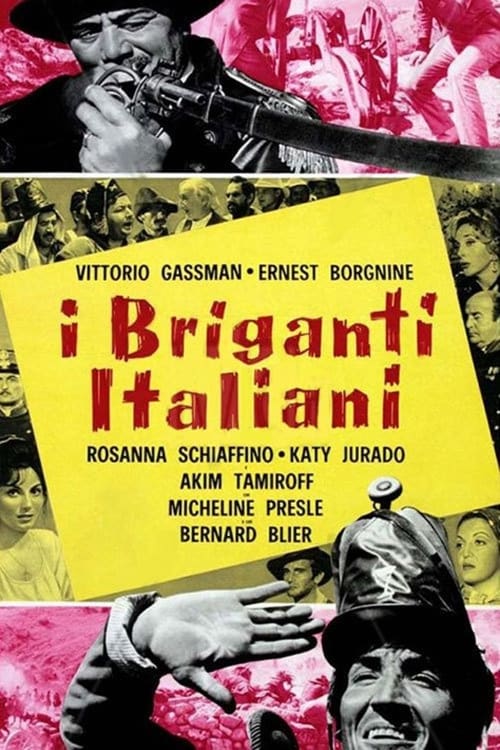 VITTORIO GASSMAN • ERNEST BORGNINE
i Briganti
Italiani
ROSANNA SCHIAFFINO • KATY JURADO
AKIM TAMIROFF
MICHELINE PRESLE
BERNARD BLIER